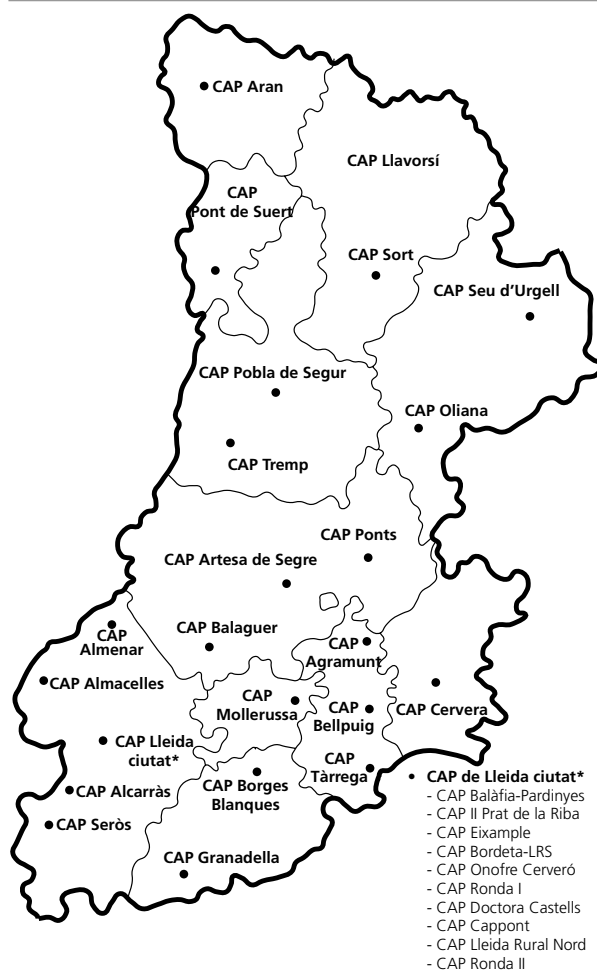 CAP Aran
CAP Llavorsí
CAP
Pont de Suert
CAP Sort
CAP Seu d’Urgell
CAP Pobla de Segur
CAP Oliana
CAP Tremp
CAP Ponts
CAP Artesa de Segre
CAP
Almenar
CAP Balaguer
CAP
Agramunt
CAP Almacelles
CAP
Mollerussa
CAP
Bellpuig
CAP Cervera
CAP Lleida
ciutat*
CAP
Tàrrega
CAP Alcarràs
CAP Borges
Blanques
CAP Seròs
CAP Granadella
• CAP de Lleida ciutat*
- CAP Balàfia-Pardinyes
- CAP II Prat de la Riba
- CAP Eixample
- CAP Bordeta-LRS
- CAP Onofre Cerveró
- CAP Ronda I
- CAP Doctora Castells
- CAP Cappont
- CAP Lleida Rural Nord
- CAP Ronda II